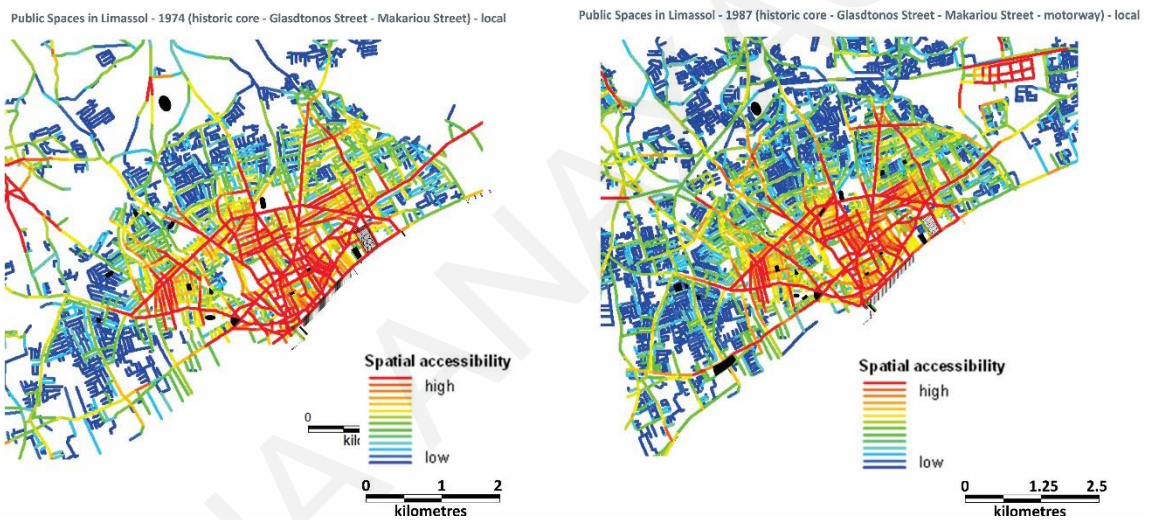 Public Spaces in Limassol - 1974 (historic core - Glasdtonos Street - Makariou Street) - local
Spatial accessibility
high
low
0
kilo
0 1 2
kilometres
Public Spaces in Limassol - 1987 (historic core - Glasdtonos Street - Makariou Street - motorway) - local
Spatial accessibility
high
low
0 1.25 2.5
kilometres